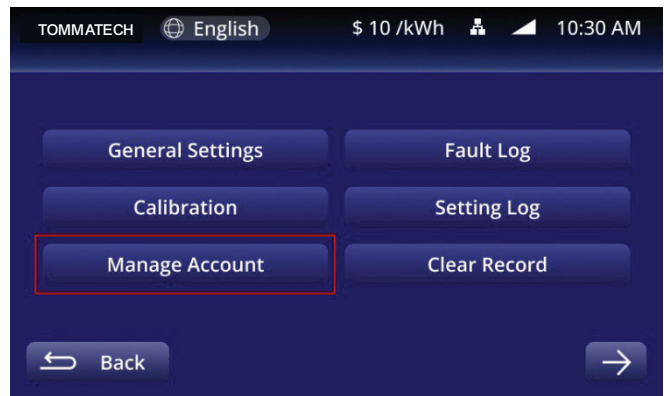 TOMMATECH English $ 10 /kWh 10:30 AM
General Settings Fault Log
Calibration Setting Log
Manage Account Clear Record
Back